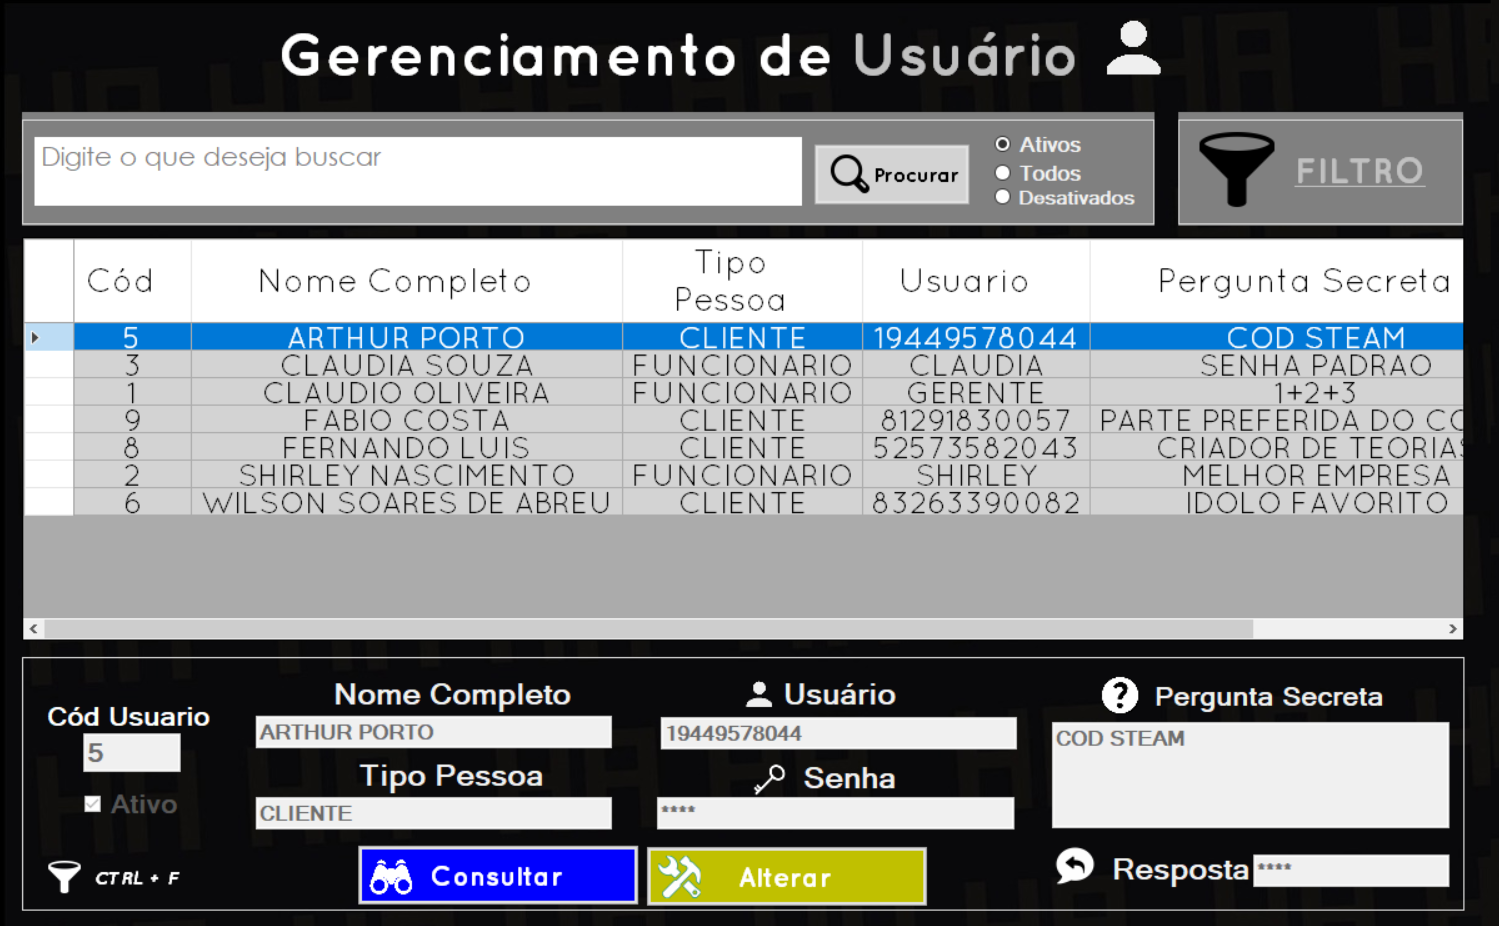 Gerenciamento de Usuário
Digite o que deseja buscar
Procurar
Ativos
Todos
Desativados
FILTRO
Cód Nome Completo Tipo Pessoa Usuario Pergunta Secreta
5 ARTHUR PORTO CLIENTE 19449578044 COD STEAM
3 CLAUDIA SOUZA FUNCIONARIO CLAUDIA SENHA PADRAO
1 CLAUDIO OLIVEIRA FUNCIONARIO GERENTE 1+2+3
9 FABIO COSTA CLIENTE 81291830057 PARTE PREFERIDA DO
8 FERNANDO LUIS CLIENTE 52573582043 CRIADOR DE TEORIAS
2 SHIRLEY NASCIMENTO FUNCIONARIO SHIRLEY MELHOR EMPRESA
6 WILSON SOARES DE ABREU CLIENTE 83263390082 IDOLO FAVORITO
Cód Usuario
5
Ativo
CTRL + F
Nome Completo
ARTHUR PORTO
Tipo Pessoa
CLIENTE
Usuário
19449578044
Senha
****
Consultar
Alterar
Pergunta Secreta
COD STEAM
Resposta ****